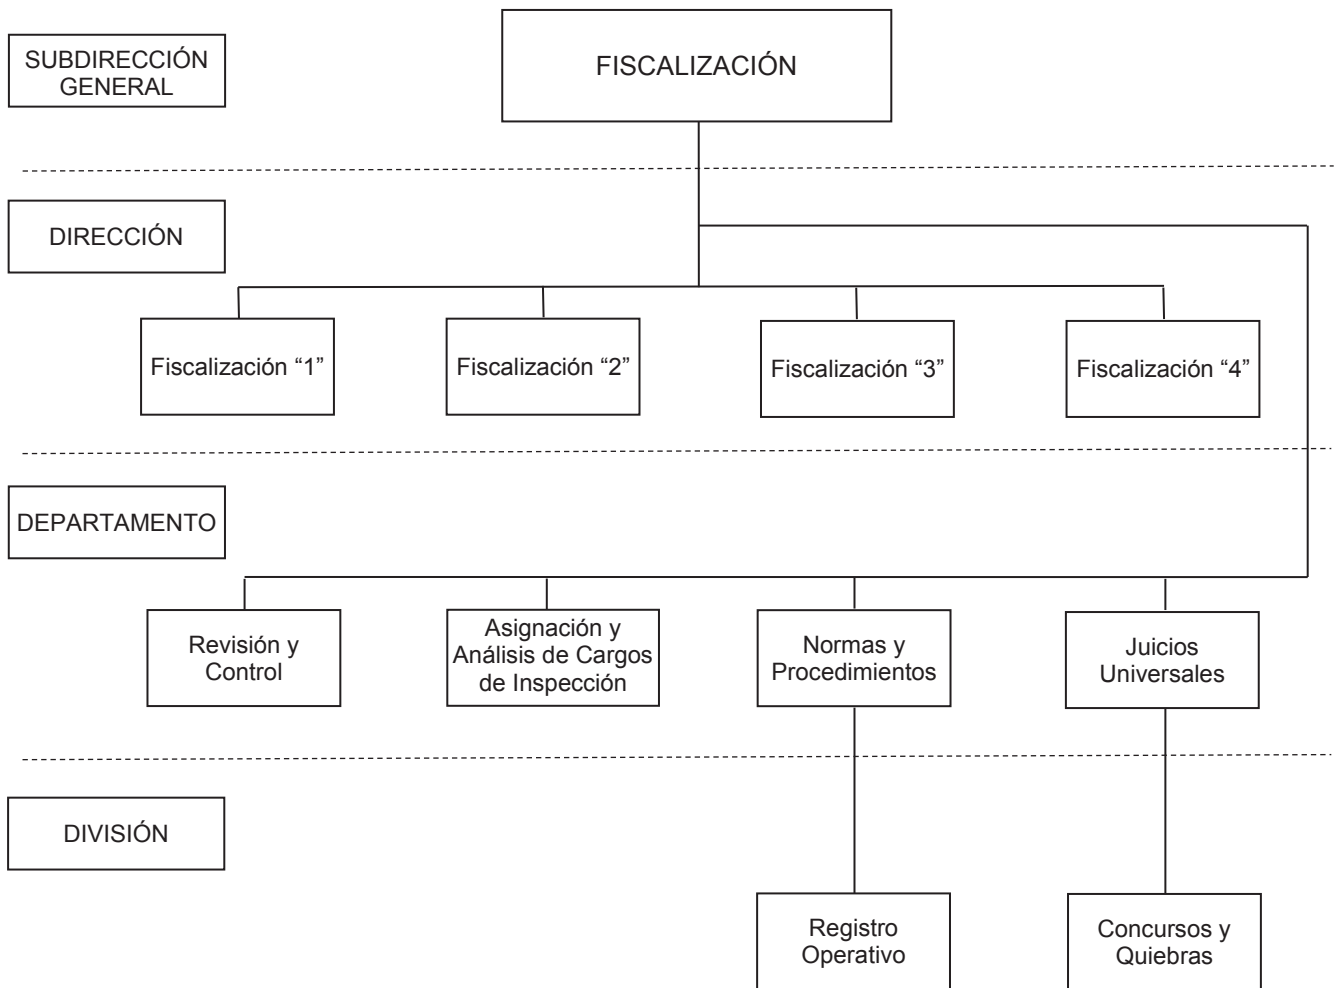 SUBDIRECCIÓN
GENERAL
FISCALIZACIÓN
DIRECCIÓN
Fiscalización “1”
Fiscalización “2”
Fiscalización “3”
Fiscalización “4”
DEPARTAMENTO
Revisión y
Control
Asignación y
Análisis de Cargos
de Inspección
Normas y
Procedimientos
Juicios
Universales
DIVISIÓN
Registro
Operativo
Concursos y
Quiebras